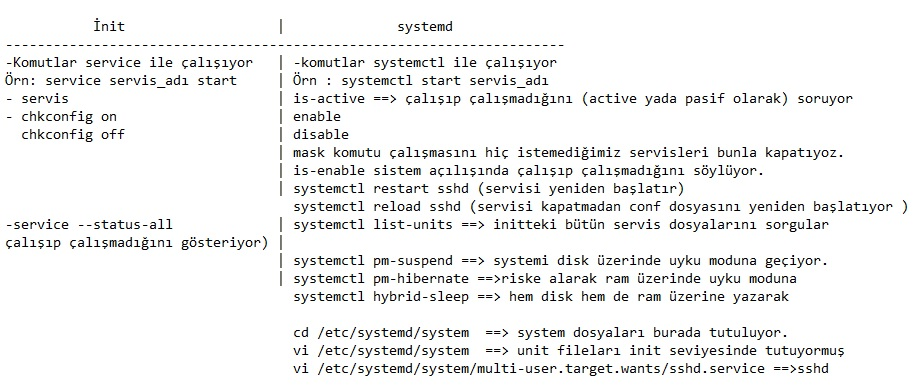 İnit | systemd
-----------------------------------------------------------------
-Komutlar service ile çalışıyor | -komutlar systemctl ile çalışıyor
Örn: service servis_adı start | Örn : systemctl start servis_adı
- servis | is-active ==> çalışıp çalışmadığını (active yada pasif olarak) soruyor
- chkconfig on | enable
chkconfig off | disable
| mask komutu çalışmasını hiç istemediğimiz servisleri bunla kapatıyoz.
| is-enable sistem açılışında çalışıp çalışmadığını söylüyor.
| systemctl restart sshd (servisi yeniden başlatır)
systemctl reload sshd (servisi kapatmadan conf dosyasını yeniden başlatıyor )
-service --status-all | systemctl list-units ==> initteki bütün servis dosyalarını sorgular
çalışıp çalışmadığını gösteriyor) |
| systemctl pm-suspend ==> systemi disk üzerinde uyku moduna geçiyor.
| systemctl pm-hibernate ==>riske alarak ram üzerinde uyku moduna
systemctl hybrid-sleep ==> hem disk hem de ram üzerine yazarak
cd /etc/systemd/system ==> system dosyaları burada tutuluyor.
vi /etc/systemd/system ==> unit fileları init seviyesinde tutuyormuş
vi /etc/systemd/system/multi-user.target.wants/sshd.service ==>sshd